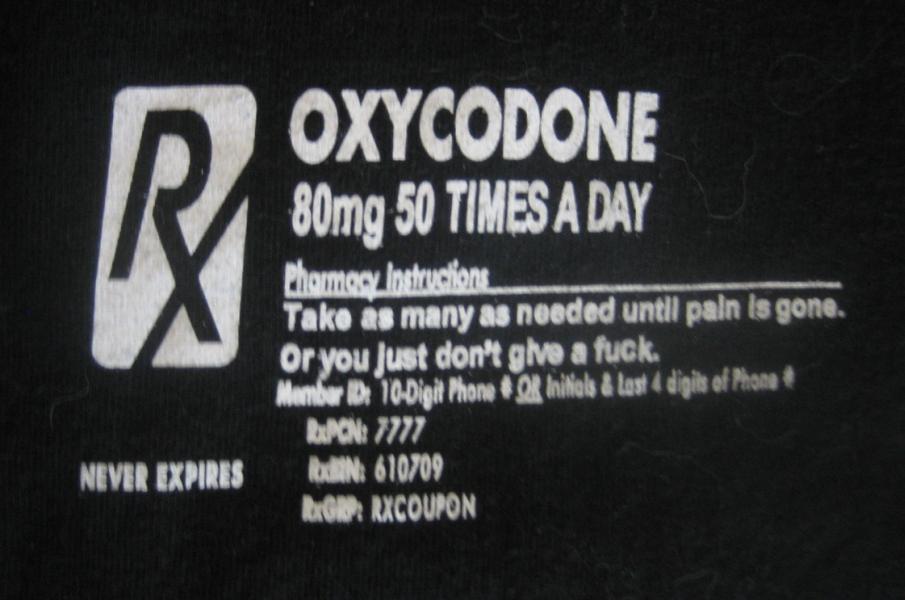 Rx
OXYCODONE
80mg 50 TIMES A DAY
Pharmacy Instructions
Take as many as needed until pain is gone.
Or you just don't give a fuck.
Member ID: 10-Digit Phone # OR Initials & Last 4 digits of Phone #
RxPCN: 7777
RxBIN: 610709
RxGRP: RXCOUPON
NEVER EXPIRES